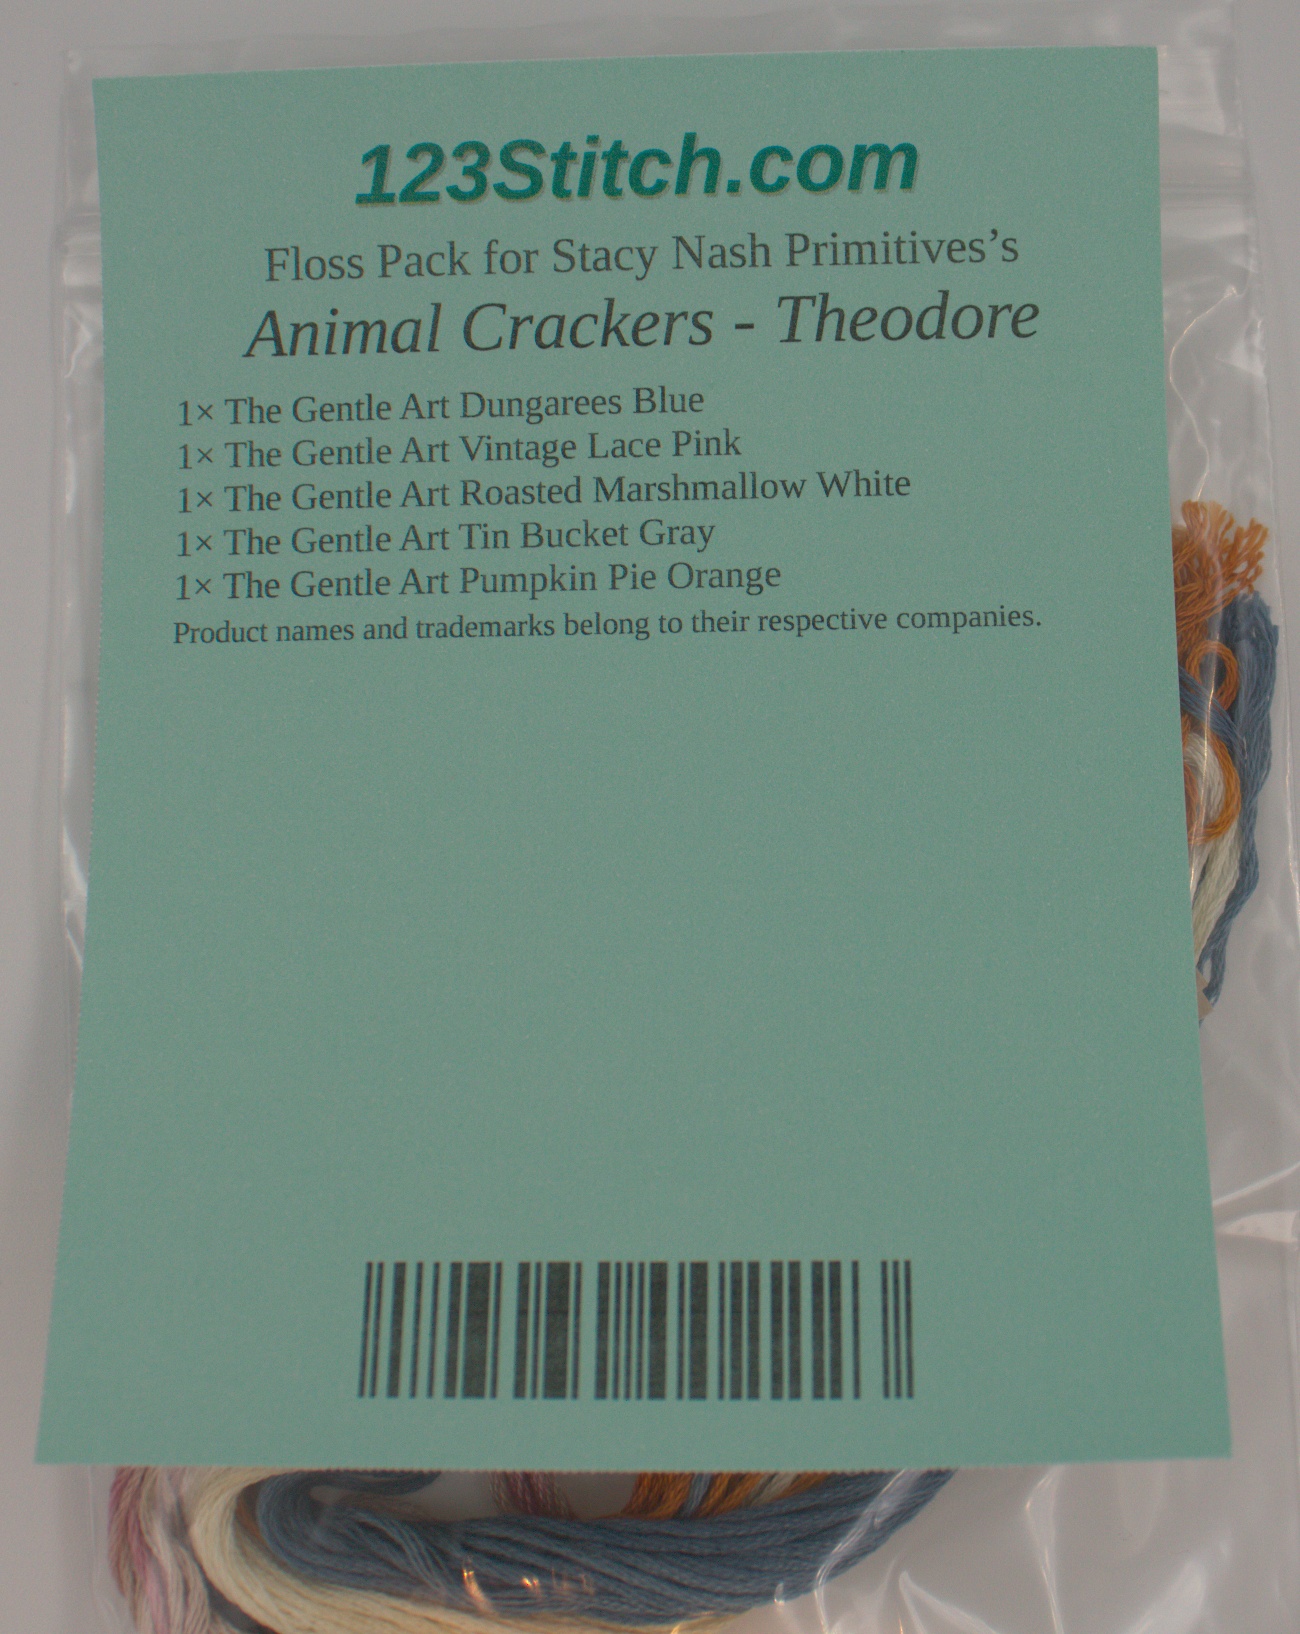 123Stitch.com
Floss Pack for Stacy Nash Primitives’s
Animal Crackers - Theodore
1× The Gentle Art Dungarees Blue
1× The Gentle Art Vintage Lace Pink
1× The Gentle Art Roasted Marshmallow White
1× The Gentle Art Tin Bucket Gray
1× The Gentle Art Pumpkin Pie Orange
Product names and trademarks belong to their respective companies.